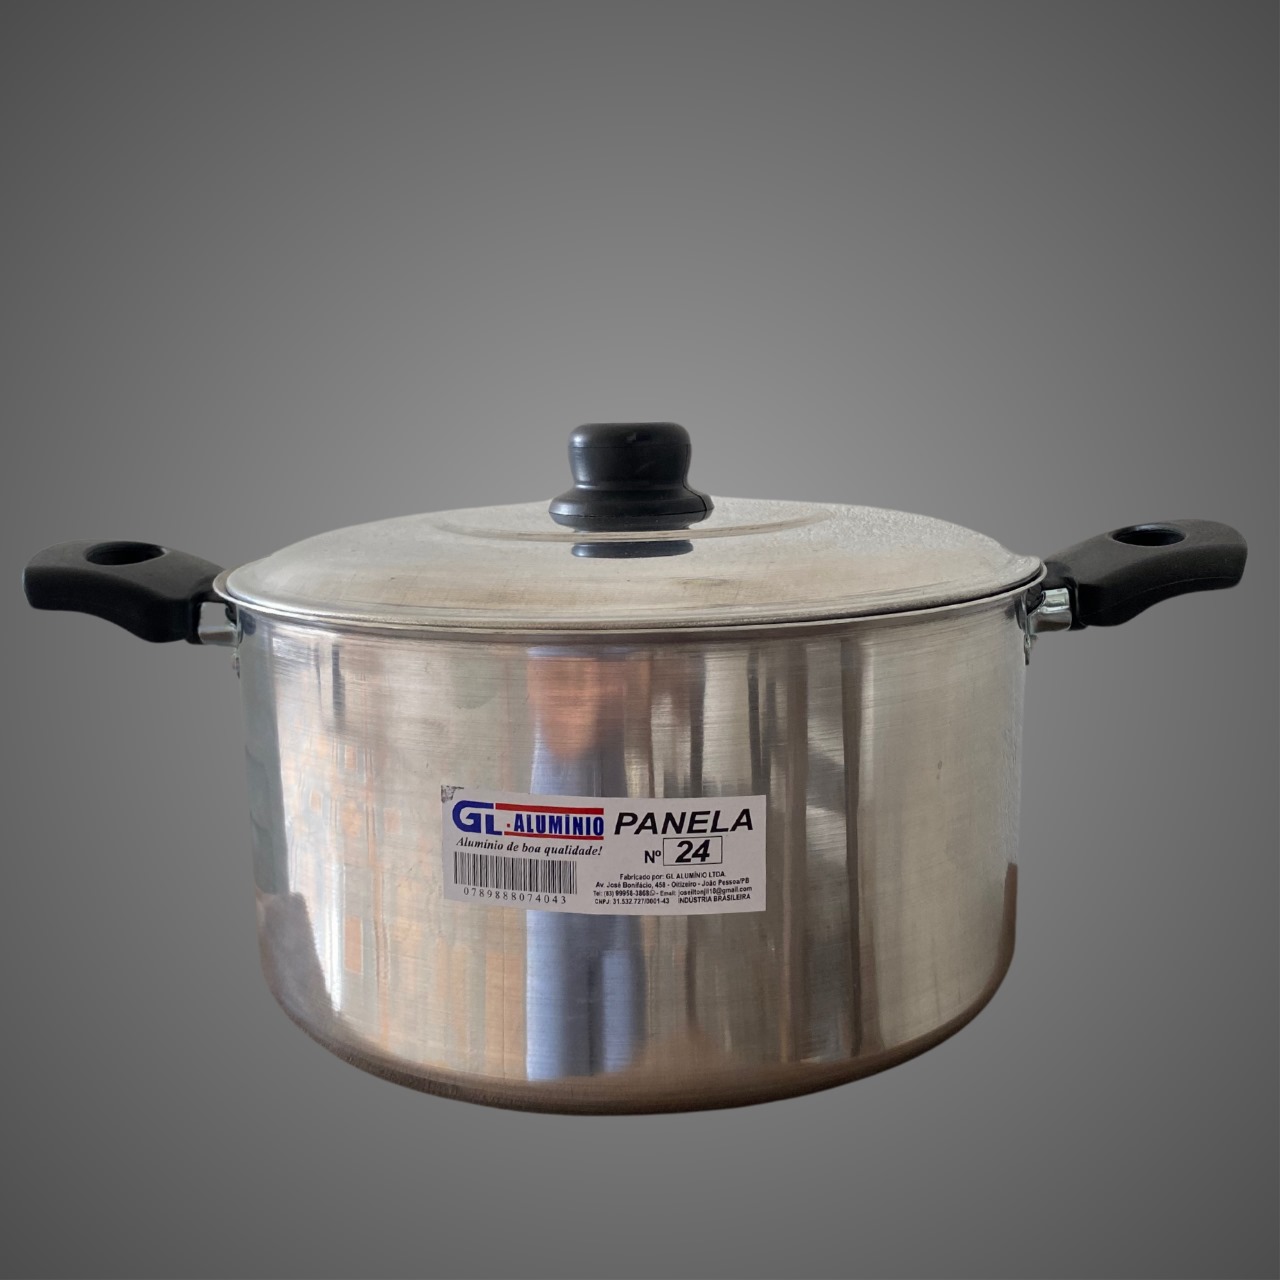 GL·ALUMÍNIO PANELA
Alumínio de boa qualidade!
Nº 24
0789888074043
Fabricado por: GL ALUMÍNIO LTDA.
Av. José Bonifácio, 458 - Oitizeiro - João Pessoa/PB
Tel: (83) 99958-3868 - Email: joseiltonjl18@gmail.com
CNPJ: 31.532.727/0001-43 INDÚSTRIA BRASILEIRA